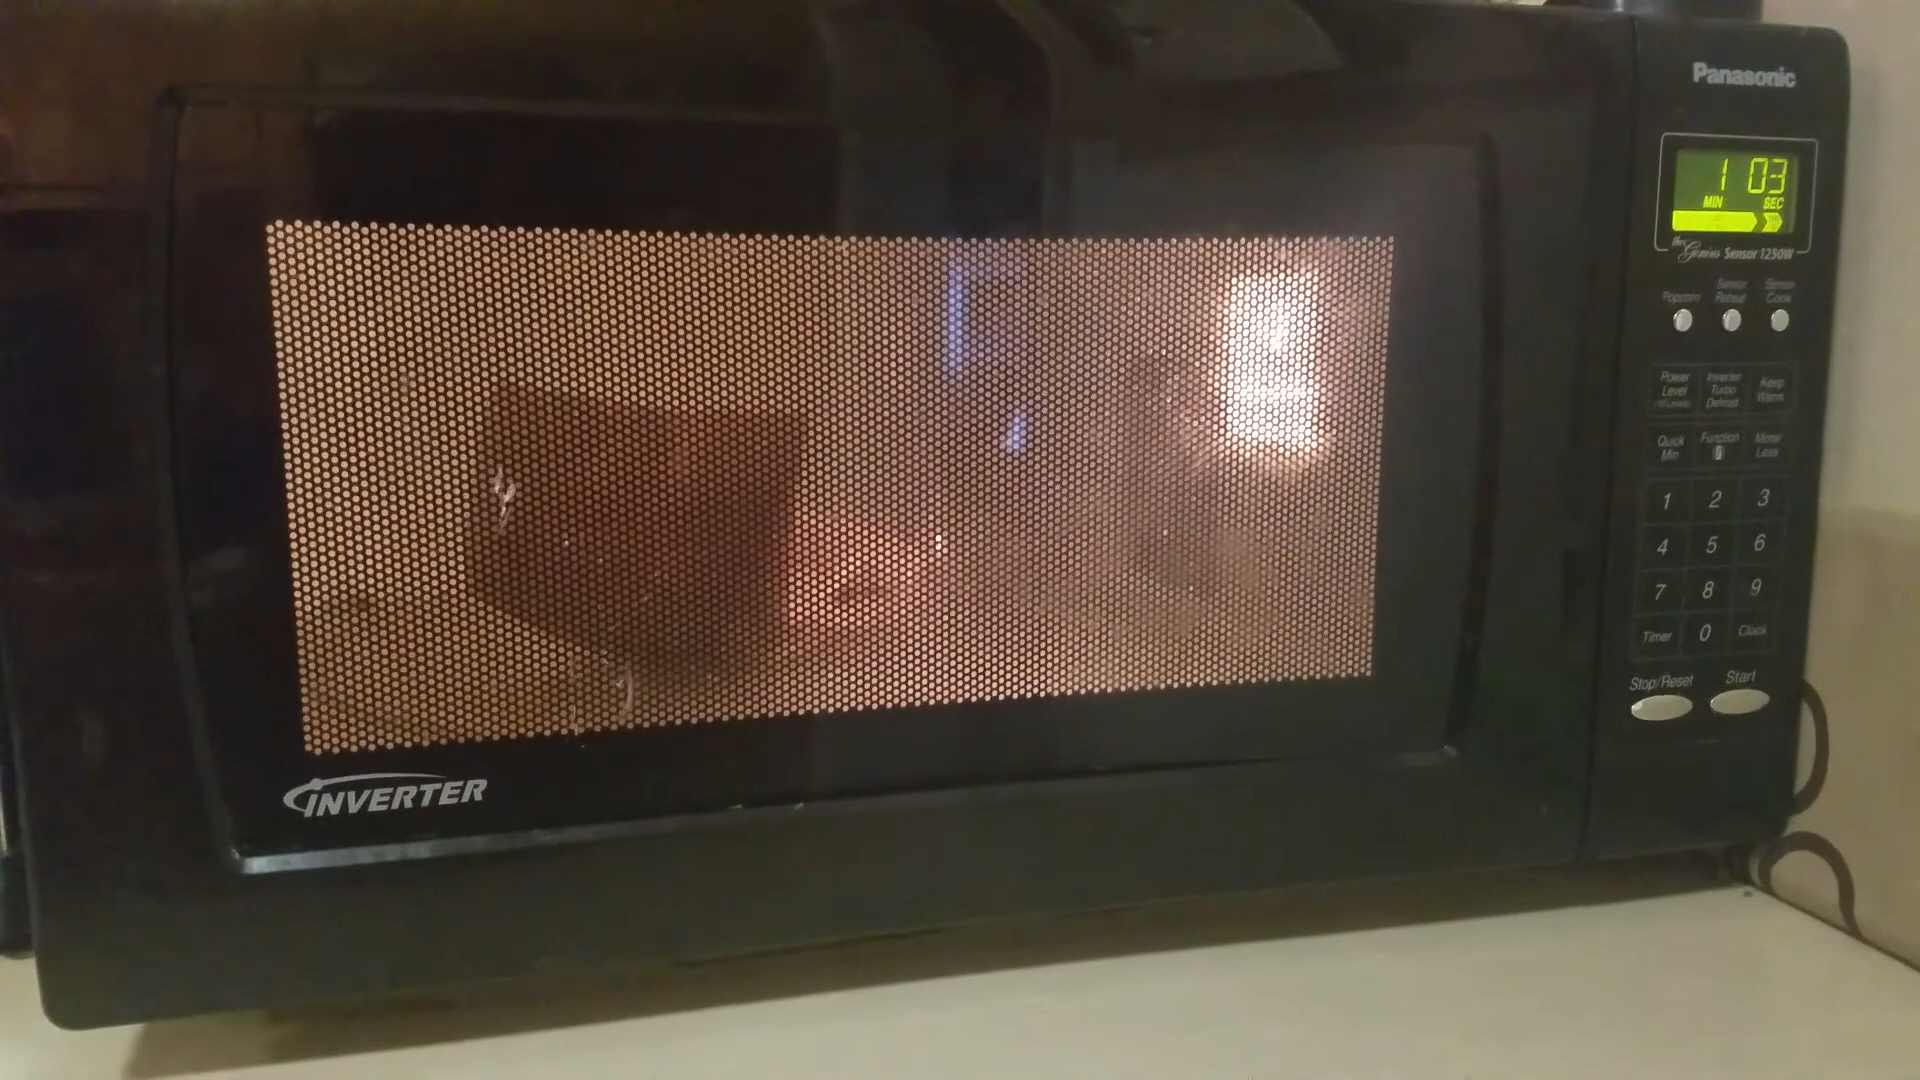 Panasonic
1 03
MIN SEC
the Genius Sensor 1250W
Popcorn
Sensor Reheat
Sensor Cook
Power Level
Inverter Turbo Defrost
Keep Warm
Quick Min
Function
More/Less
1 2 3
4 5 6
7 8 9
Timer 0 Clock
Stop/Reset Start
INVERTER